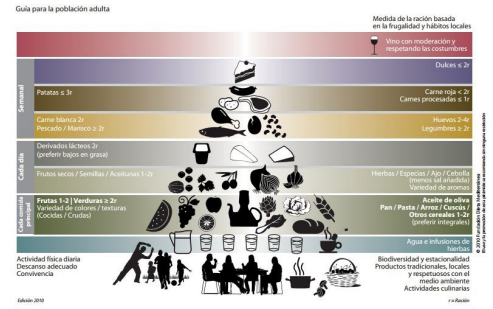 Guía para la población adulta
Medida de la ración basada
en la frugalidad y hábitos locales
Vino con moderación y
respetando las costumbres
Semanal
Dulces ≤ 2r
Patatas ≤ 3r
Carne roja < 2r
Carnes procesadas ≤ 1r
Carne blanca 2r
Pescado / Marisco ≥ 2r
Huevos 2-4r
Legumbres ≥ 2r
Cada día
Derivados lácteos 2r
(preferir bajos en grasa)
Frutos secos / Semillas / Aceitunas 1-2r
Hierbas / Especias / Ajo / Cebolla
(menos sal añadida)
Variedad de aromas
Cada comida
principal
Frutas 1-2 | Verduras ≥ 2r
Variedad de colores / texturas
(Cocidas / Crudas)
Aceite de oliva
Pan / Pasta / Arroz / Cuscús /
Otros cereales 1-2r
(preferir integrales)
Agua e infusiones de
hierbas
Actividad física diaria
Descanso adecuado
Convivencia
Biodiversidad y estacionalidad
Productos tradicionales, locales
y respetuosos con el
medio ambiente
Actividades culinarias
Edición 2010
r = Ración
© 2010 Fundación Dieta Mediterránea